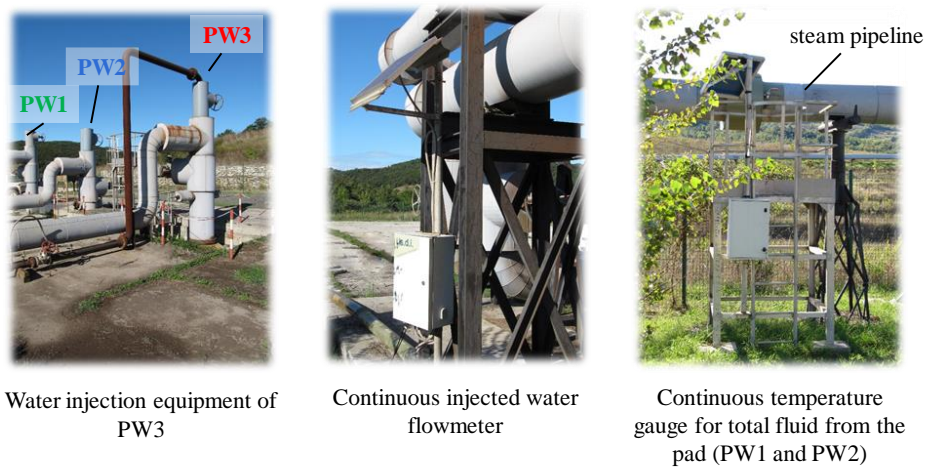 PW3
PW2
PW1
steam pipeline
Water injection equipment of
PW3
Continuous injected water
flowmeter
Continuous temperature
gauge for total fluid from the
pad (PW1 and PW2)